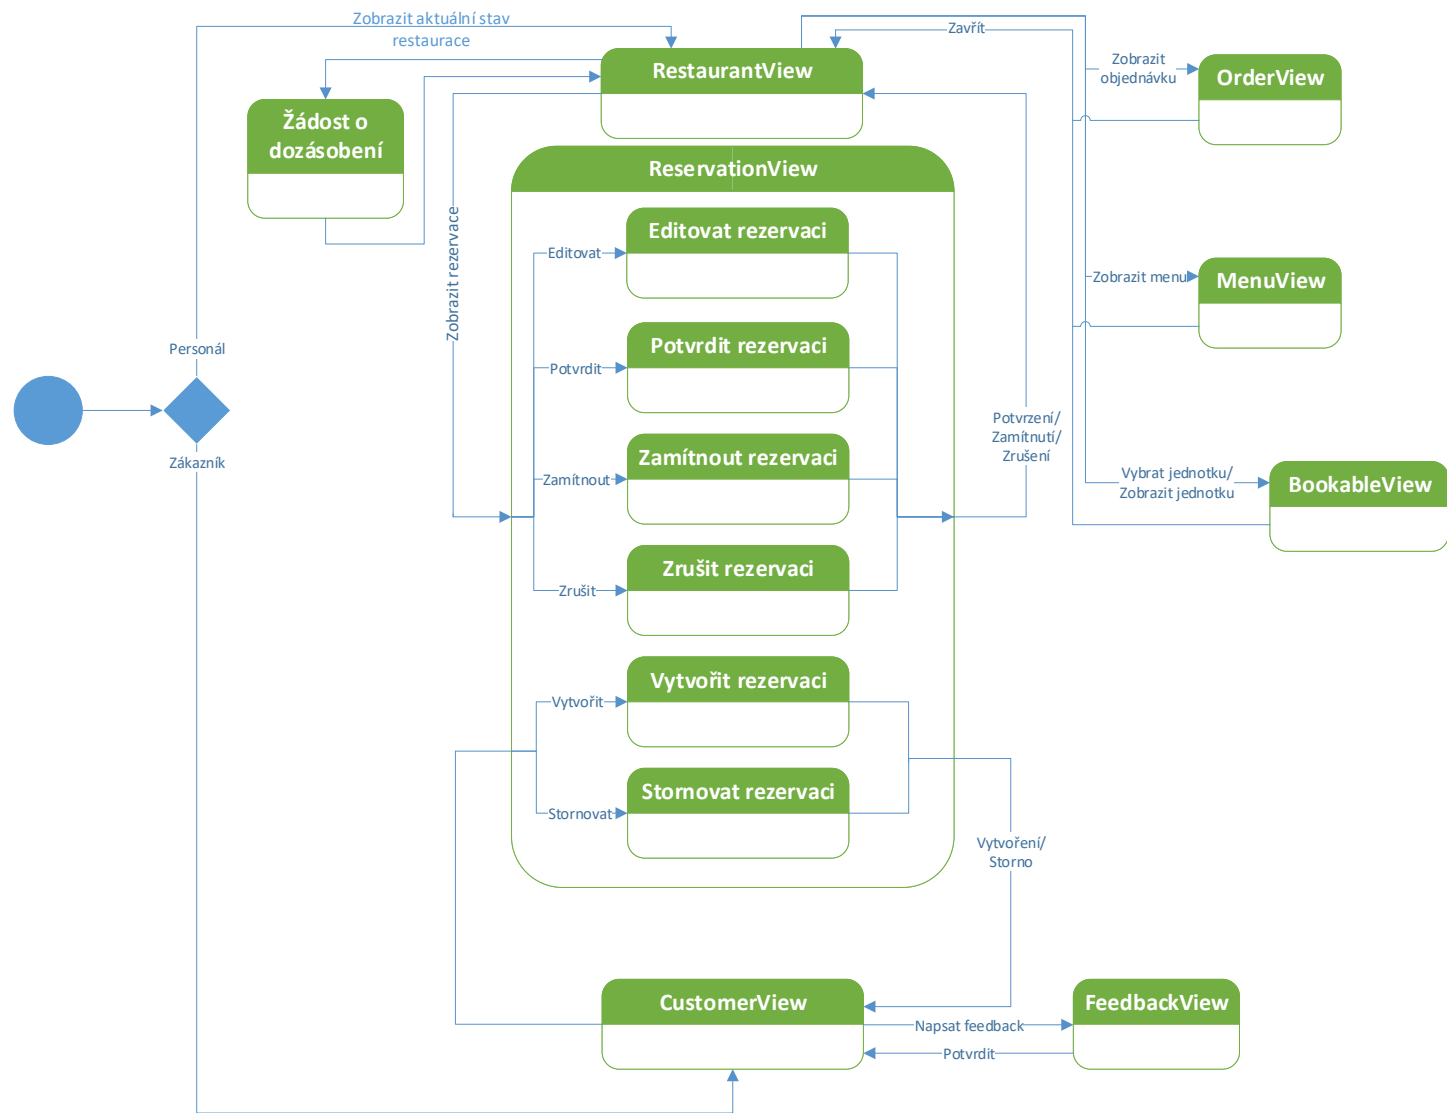 Zobrazit aktuální stav
restaurace
Zavřít
RestaurantView
Zobrazit
objednávku
OrderView
Žádost o
dozásobení
ReservationView
Zobrazit rezervace
Editovat
Editovat rezervaci
Zobrazit menu
MenuView
Personál
Potvrdit
Potvrdit rezervaci
Potvrzení/
Zamítnutí/
Zrušení
Zákazník
Zamítnout
Zamítnout rezervaci
Vybrat jednotku/
Zobrazit jednotku
BookableView
Zrušit
Zrušit rezervaci
Vytvořit
Vytvořit rezervaci
Stornovat
Stornovat rezervaci
Vytvoření/
Storno
CustomerView
Napsat feedback
FeedbackView
Potvrdit